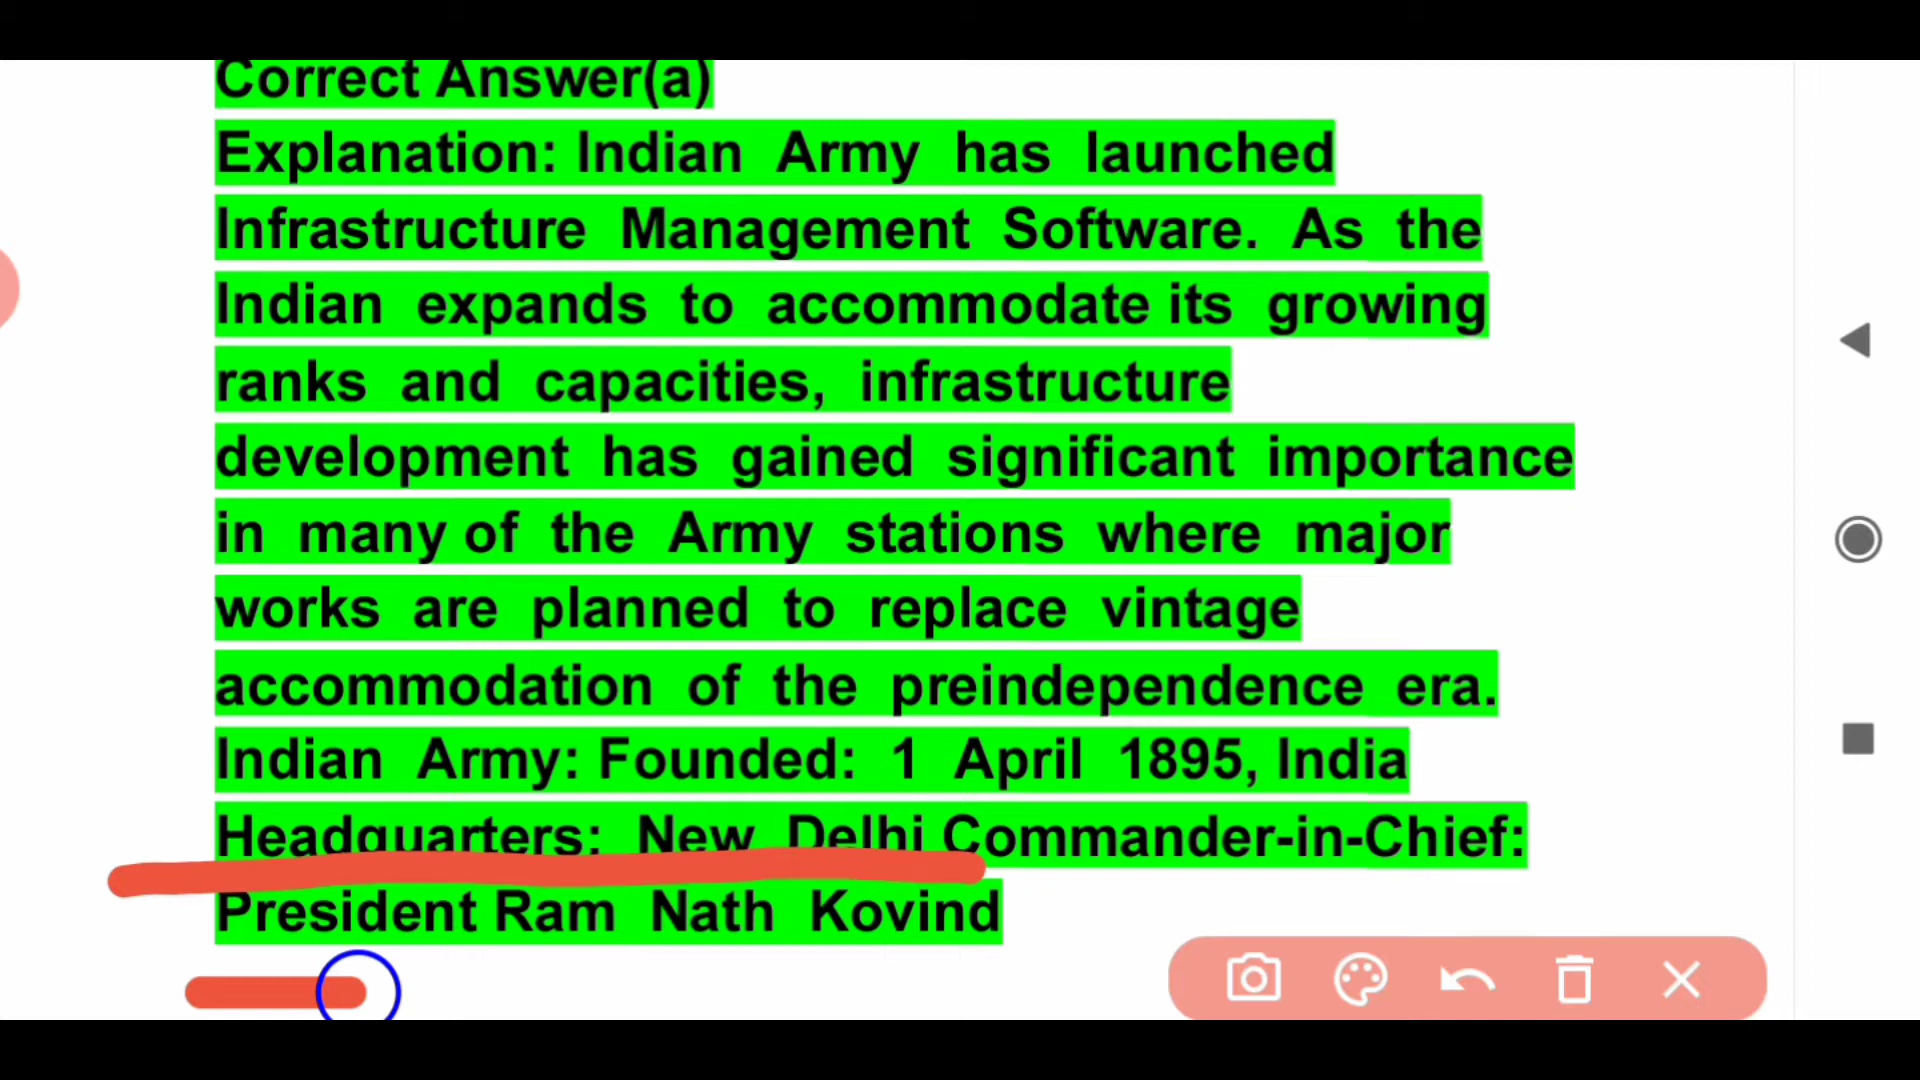 Correct Answer(a)
Explanation: Indian Army has launched
Infrastructure Management Software. As the
Indian expands to accommodate its growing
ranks and capacities, infrastructure
development has gained significant importance
in many of the Army stations where major
works are planned to replace vintage
accommodation of the preindependence era.
Indian Army: Founded: 1 April 1895, India
Headquarters: New Delhi Commander-in-Chief:
President Ram Nath Kovind